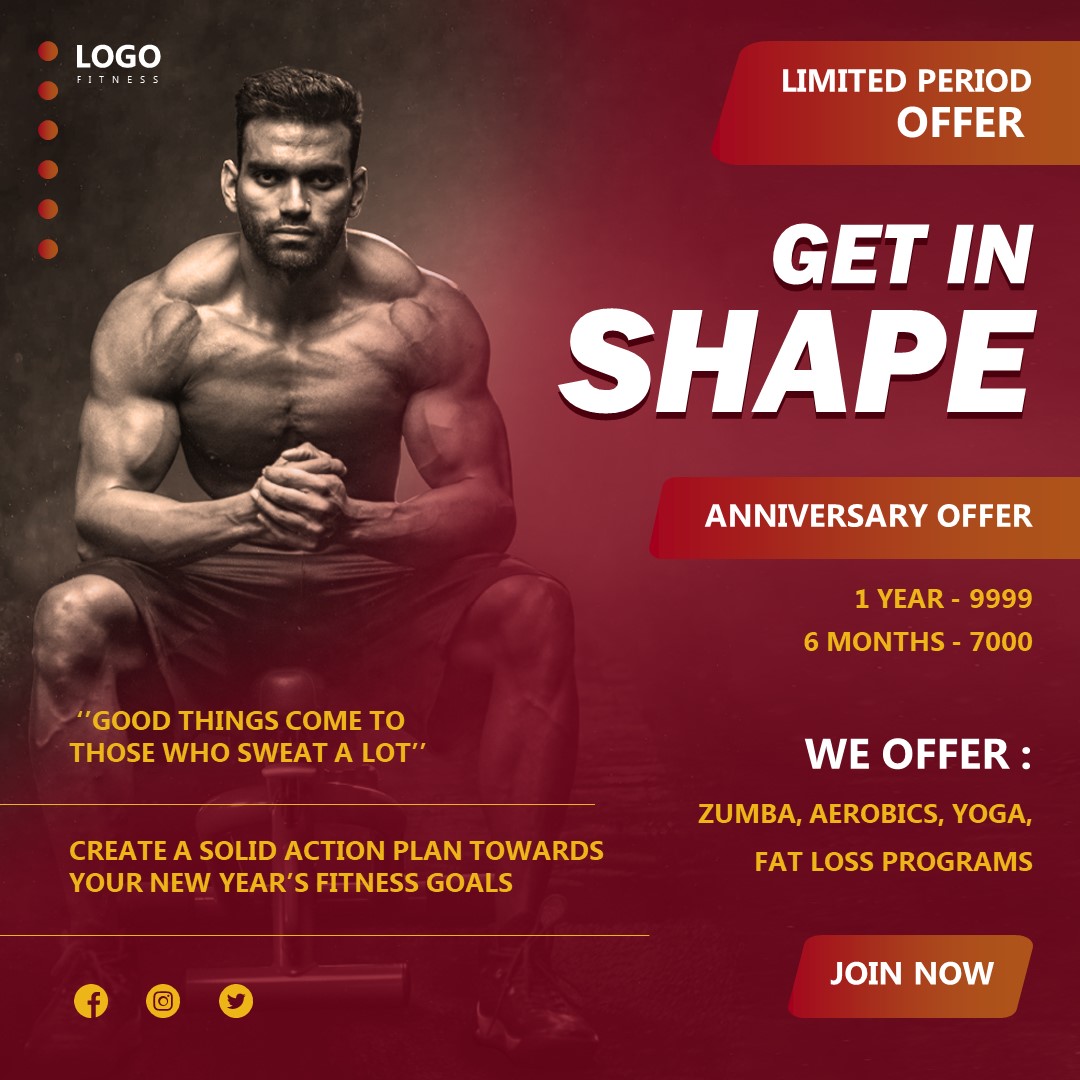 LOGO
FITNESS
LIMITED PERIOD
OFFER
GET IN
SHAPE
ANNIVERSARY OFFER
1 YEAR - 9999
6 MONTHS - 7000
‘’GOOD THINGS COME TO
THOSE WHO SWEAT A LOT’’
CREATE A SOLID ACTION PLAN TOWARDS
YOUR NEW YEAR’S FITNESS GOALS
WE OFFER :
ZUMBA, AEROBICS, YOGA,
FAT LOSS PROGRAMS
JOIN NOW